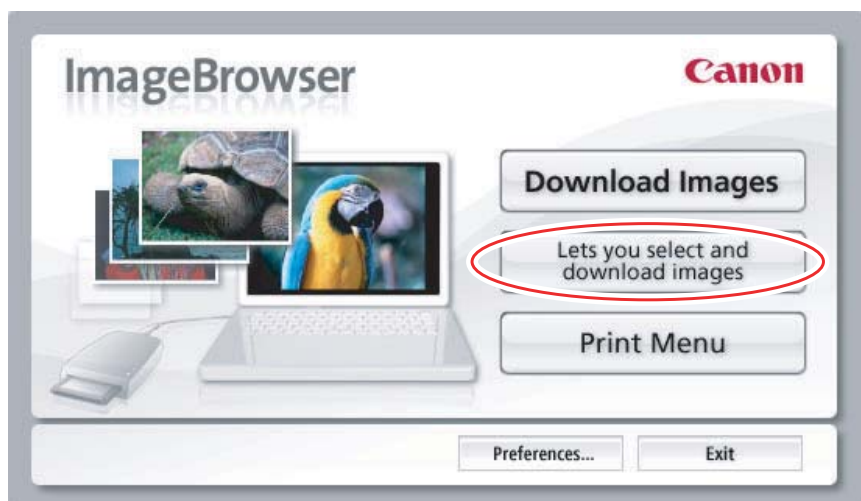 ImageBrowser
Canon
Download Images
Lets you select and
download images
Print Menu
Preferences...
Exit